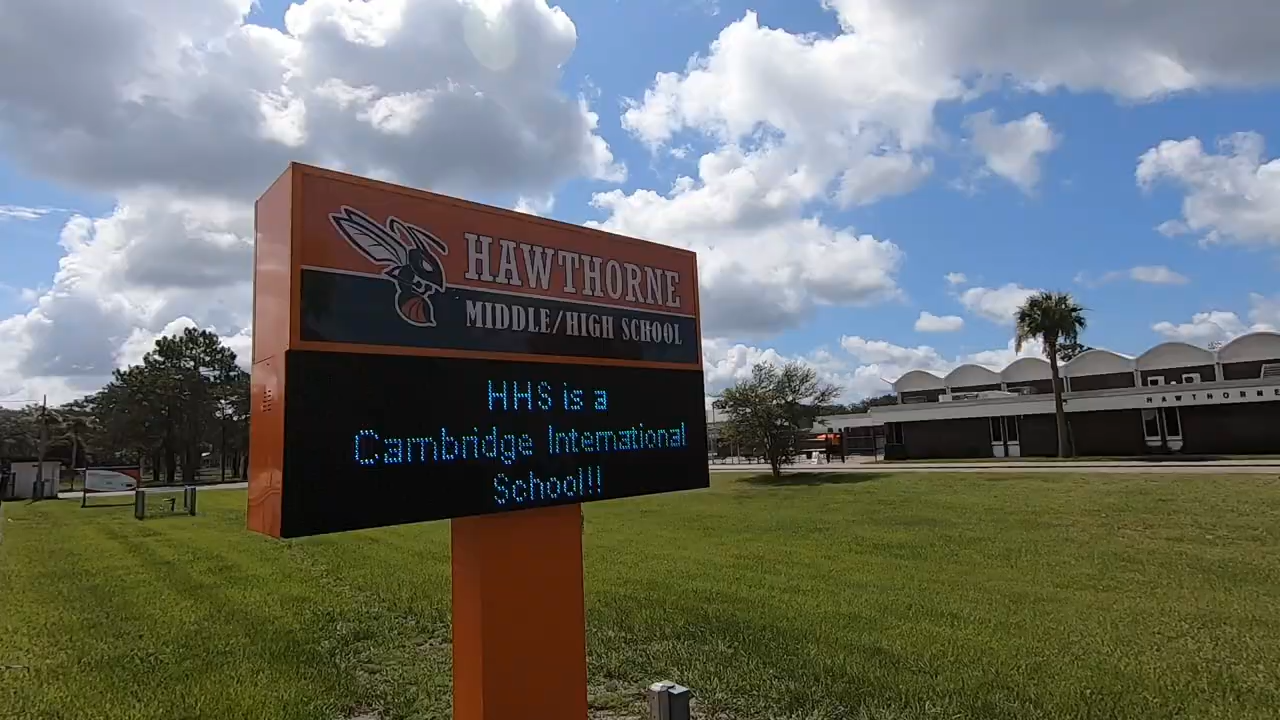 HAWTHORNE
MIDDLE/HIGH SCHOOL
HHS is a
Cambridge International
School!!
HAWTHORNE